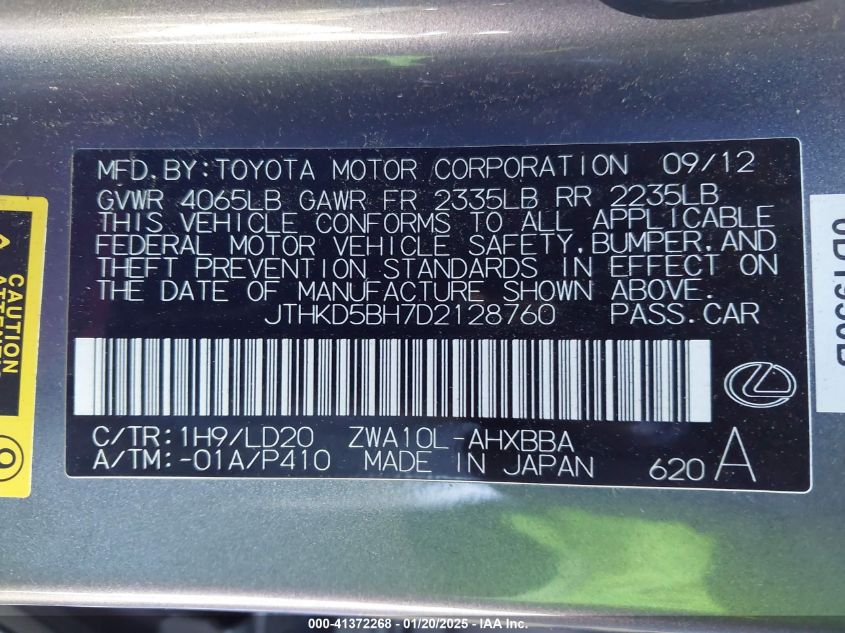 MFD.BY:TOYOTA MOTOR CORPORATION 09/12
GVWR 4065LB GAWR FR 2335LB RR 2235LB
THIS VEHICLE CONFORMS TO ALL APPLICABLE
FEDERAL MOTOR VEHICLE SAFETY,BUMPER,AND
THEFT PREVENTION STANDARDS IN EFFECT ON
THE DATE OF MANUFACTURE SHOWN ABOVE.
JTHKD5BH7D2128760 PASS.CAR
C/TR:1H9/LD20 ZWA10L-AHXBBA
A/TM:-01A/P410 MADE IN JAPAN 620 A
CAUTION
000-41372268 - 01/20/2025 - IAA Inc.